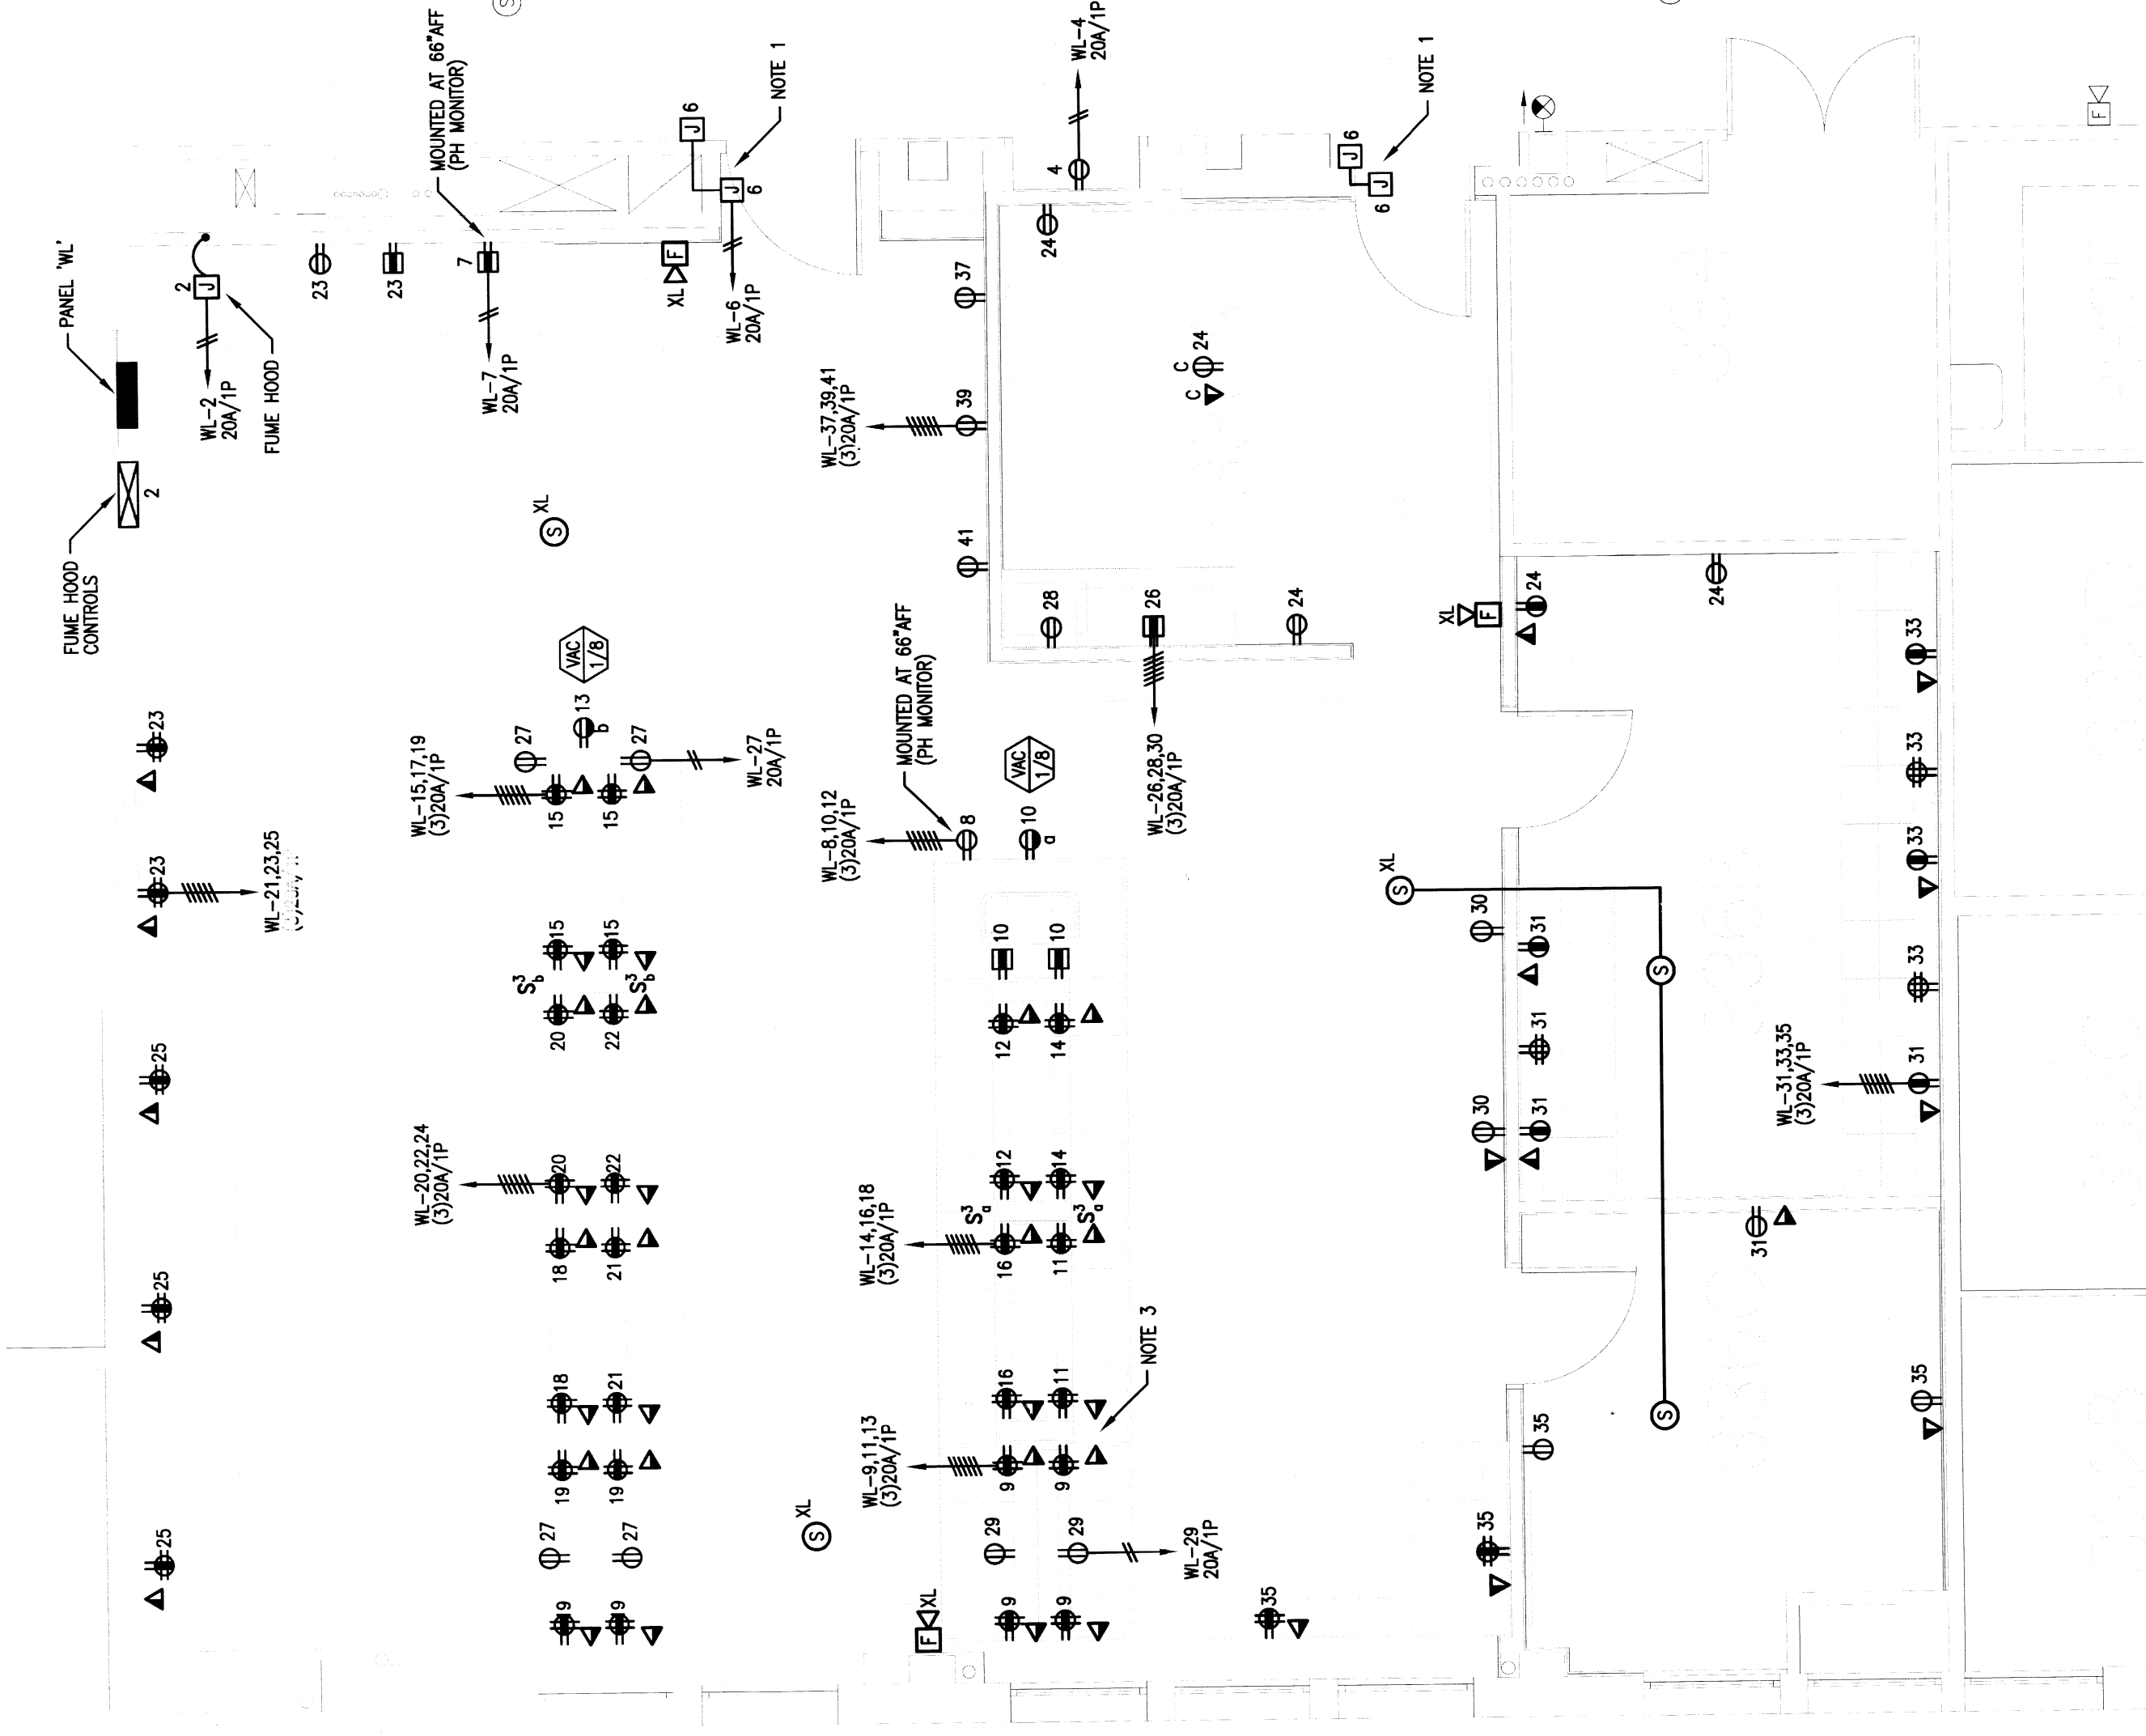 PANEL 'WL'
FUME HOOD
CONTROLS
2
2
J
WL-2
20A/1P
FUME HOOD
23
23
MOUNTED AT 66"AFF
(PH MONITOR)
7
WL-7
20A/1P
XL
F
J
6
J
6
NOTE 1
WL-6
20A/1P
S
XL
23
23
WL-21,23,25
25
25
25
VAC
1/8
13
b
27
27
WL-27
20A/1P
WL-15,17,19
(3)20A/1P
15
15
15
15
S3b
S3b
20
22
WL-20,22,24
(3)20A/1P
20
22
18
21
18
21
19
19
27
27
19
19
S
XL
F
XL
WL-4
20A/1P
4
24
37
WL-37,39,41
(3)20A/1P
39
41
C
C
24
28
26
24
WL-26,28,30
(3)20A/1P
J
6
J
6
NOTE 1
MOUNTED AT 66"AFF
(PH MONITOR)
WL-8,10,12
(3)20A/1P
8
10
a
VAC
1/8
10
10
12
14
12
14
WL-14,16,18
(3)20A/1P
S3a
S3a
16
11
16
11
NOTE 3
WL-9,11,13
(3)20A/1P
9
9
29
29
WL-29
20A/1P
9
9
35
35
XL
F
24
24
33
33
33
33
S
XL
S
S
30
31
31
30
31
WL-31,33,35
(3)20A/1P
31
31
35
35
F
S